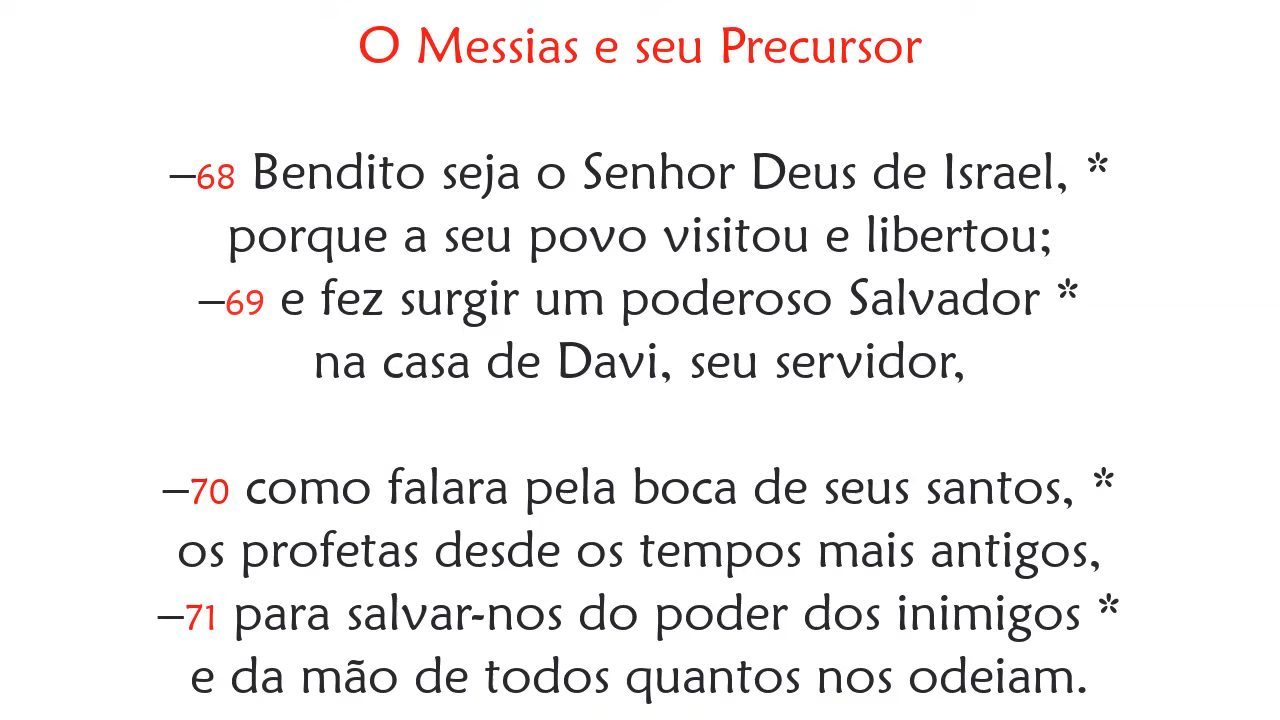 O Messias e seu Precursor
–68 Bendito seja o Senhor Deus de Israel, *
porque a seu povo visitou e libertou;
–69 e fez surgir um poderoso Salvador *
na casa de Davi, seu servidor,
–70 como falara pela boca de seus santos, *
os profetas desde os tempos mais antigos,
–71 para salvar-nos do poder dos inimigos *
e da mão de todos quantos nos odeiam.